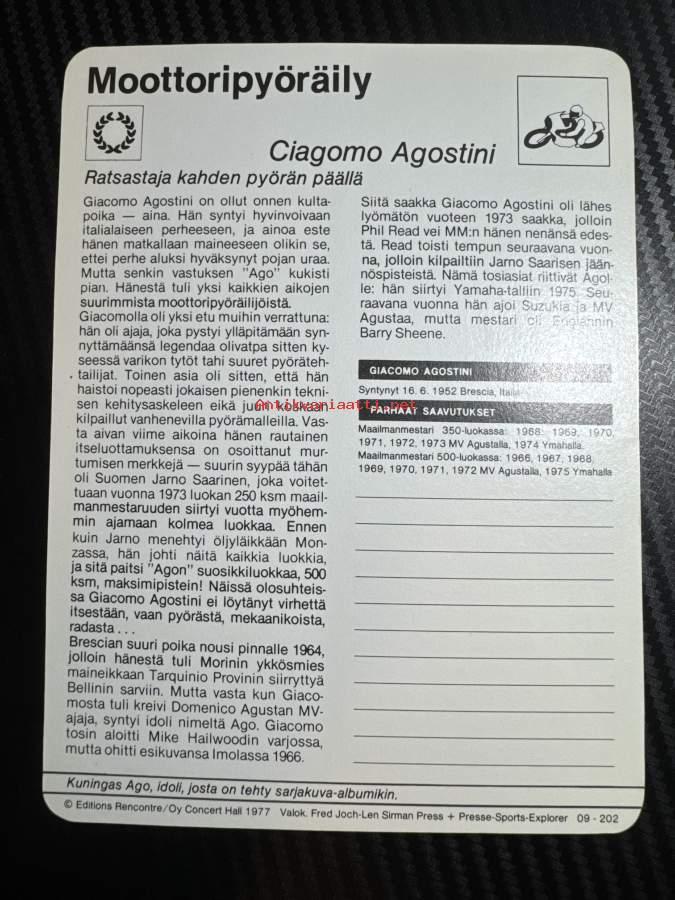 Moottoripyöräily
Ciagomo Agostini
Ratsastaja kahden pyörän päällä
Giacomo Agostini on ollut onnen kulta-
poika — aina. Hän syntyi hyvinvoivaan
italialaiseen perheeseen, ja ainoa este
hänen matkallaan maineeseen olikin se,
ettei perhe aluksi hyväksynyt pojan uraa.
Mutta senkin vastuksen "Ago" kukisti
pian. Hänestä tuli yksi kaikkien aikojen
suurimmista moottoripyöräilijöistä.
Giacomolla oli yksi etu muihin verrattuna:
hän oli ajaja, joka pystyi ylläpitämään syn-
nyttämäänsä legendaa olivatpa sitten ky-
seessä varikon tytöt tahi suuret pyöräteh-
tailijat. Toinen asia oli sitten, että hän
haistoi nopeasti jokaisen pienenkin tekni-
sen kehitysaskeleen eikä juuri koskaan
kilpaillut vanhenevilla pyörämalleilla. Vas-
ta aivan viime aikoina hänen rautainen
itseluottamuksensa on osoittanut mur-
tumisen merkkejä — suurin syypää tähän
oli Suomen Jarno Saarinen, joka voitet-
tuaan vuonna 1973 luokan 250 ksm maail-
manmestaruuden siirtyi vuotta myöhem-
min ajamaan kolmea luokkaa. Ennen
kuin Jarno menehtyi öljyläikkään Mon-
zassa, hän johti näitä kaikkia luokkia,
ja sitä paitsi "Agon" suosikkiluokkaa, 500
ksm, maksimipistein! Näissä olosuhteis-
sa Giacomo Agostini ei löytänyt virhettä
itsestään, vaan pyörästä, mekaanikoista,
radasta . . .
Brescian suuri poika nousi pinnalle 1964,
jolloin hänestä tuli Morinin ykkösmies
maineikkaan Tarquinio Provinin siirryttyä
Bellinin sarviin. Mutta vasta kun Giaco-
mosta tuli kreivi Domenico Agustan MV-
ajaja, syntyi idoli nimeltä Ago. Giacomo
tosin aloitti Mike Hailwoodin varjossa,
mutta ohitti esikuvansa Imolassa 1966.
Siitä saakka Giacomo Agostini oli lähes
lyömätön vuoteen 1973 saakka, jolloin
Phil Read vei MM:n hänen nenänsä edes-
tä. Read toisti tempun seuraavana vuon-
na, jolloin kilpailtiin Jarno Saarisen jään-
nöspisteistä. Nämä tosiasiat riittivät Agol-
le: hän siirtyi Yamaha-talliin 1975. Seu-
raavana vuonna hän ajoi Suzukia ja MV
Agustaa, mutta mestari oli Englannin
Barry Sheene.
GIACOMO AGOSTINI
Syntynyt 16. 6. 1952 Brescia, Italia
Antikvariaatti.net
PARHAAT SAAVUTUKSET
Maailmanmestari 350-luokassa: 1968, 1969, 1970,
1971, 1972, 1973 MV Agustalla, 1974 Ymahalla.
Maailmanmestari 500-luokassa: 1966, 1967, 1968,
1969, 1970, 1971, 1972 MV Agustalla, 1975 Ymahalla
Kuningas Ago, idoli, josta on tehty sarjakuva-albumikin.
© Editions Rencontre/Oy Concert Hall 1977 Valok. Fred Joch-Len Sirman Press + Presse-Sports-Explorer 09 - 202